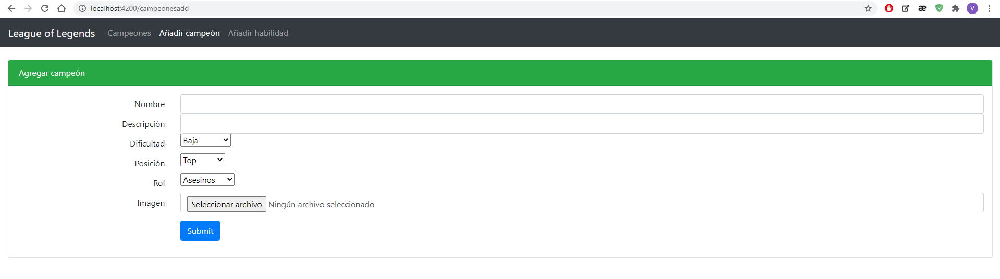 localhost:4200/campeonesadd
V
League of Legends Campeones Añadir campeón Añadir habilidad
Agregar campeón
Nombre
Descripción
Dificultad Baja
Posición Top
Rol Asesinos
Imagen Seleccionar archivo Ningún archivo seleccionado
Submit